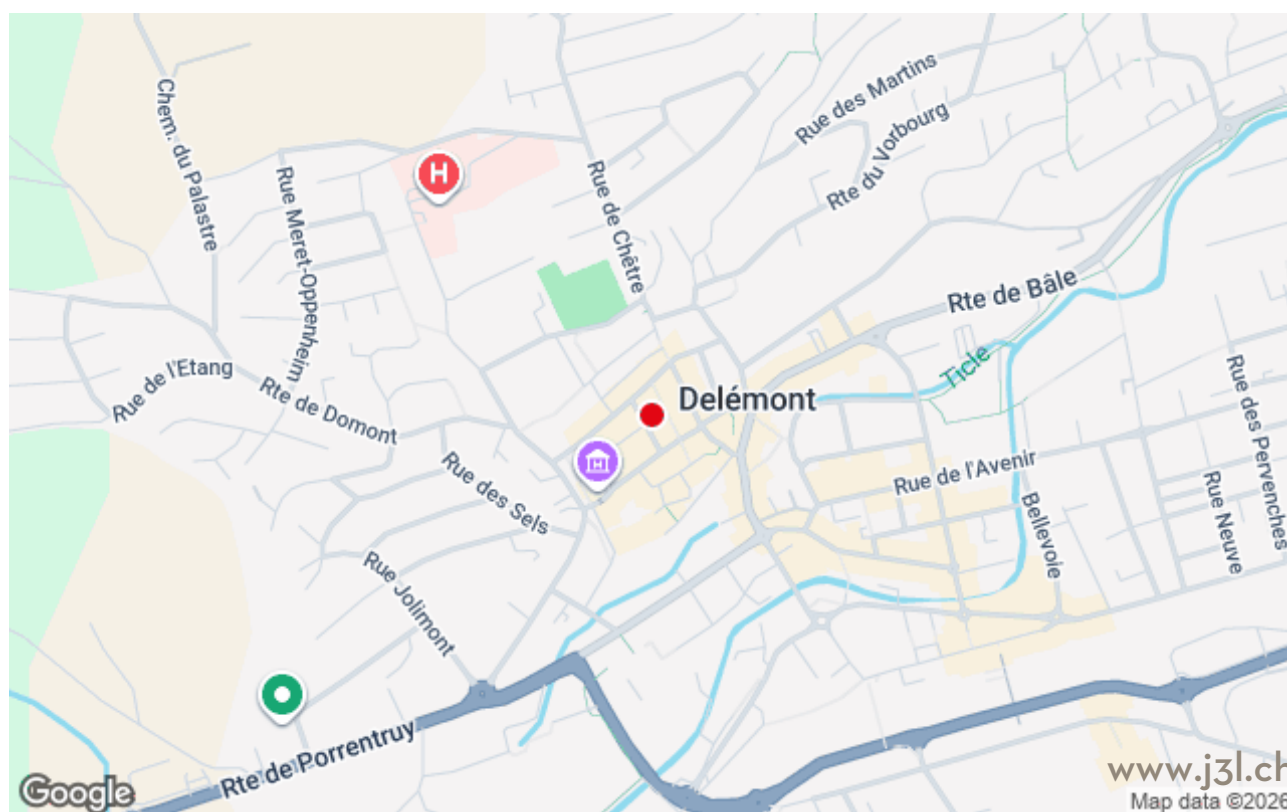 Rue des Martins
Chem. du Palastre
Rue Meret-Oppenheim
H
Rue de Chêtre
Rte du Vorbourg
Rte de Bâle
Ticle
Rue de l'Etang
Rte de Domont
Delémont
Rue des Pervenches
Rue des Sels
Rue de l'Avenir
Bellevoie
Rue Neuve
Rue Jolimont
Rte de Porrentruy
www.j3l.ch
Google
Map data ©2026